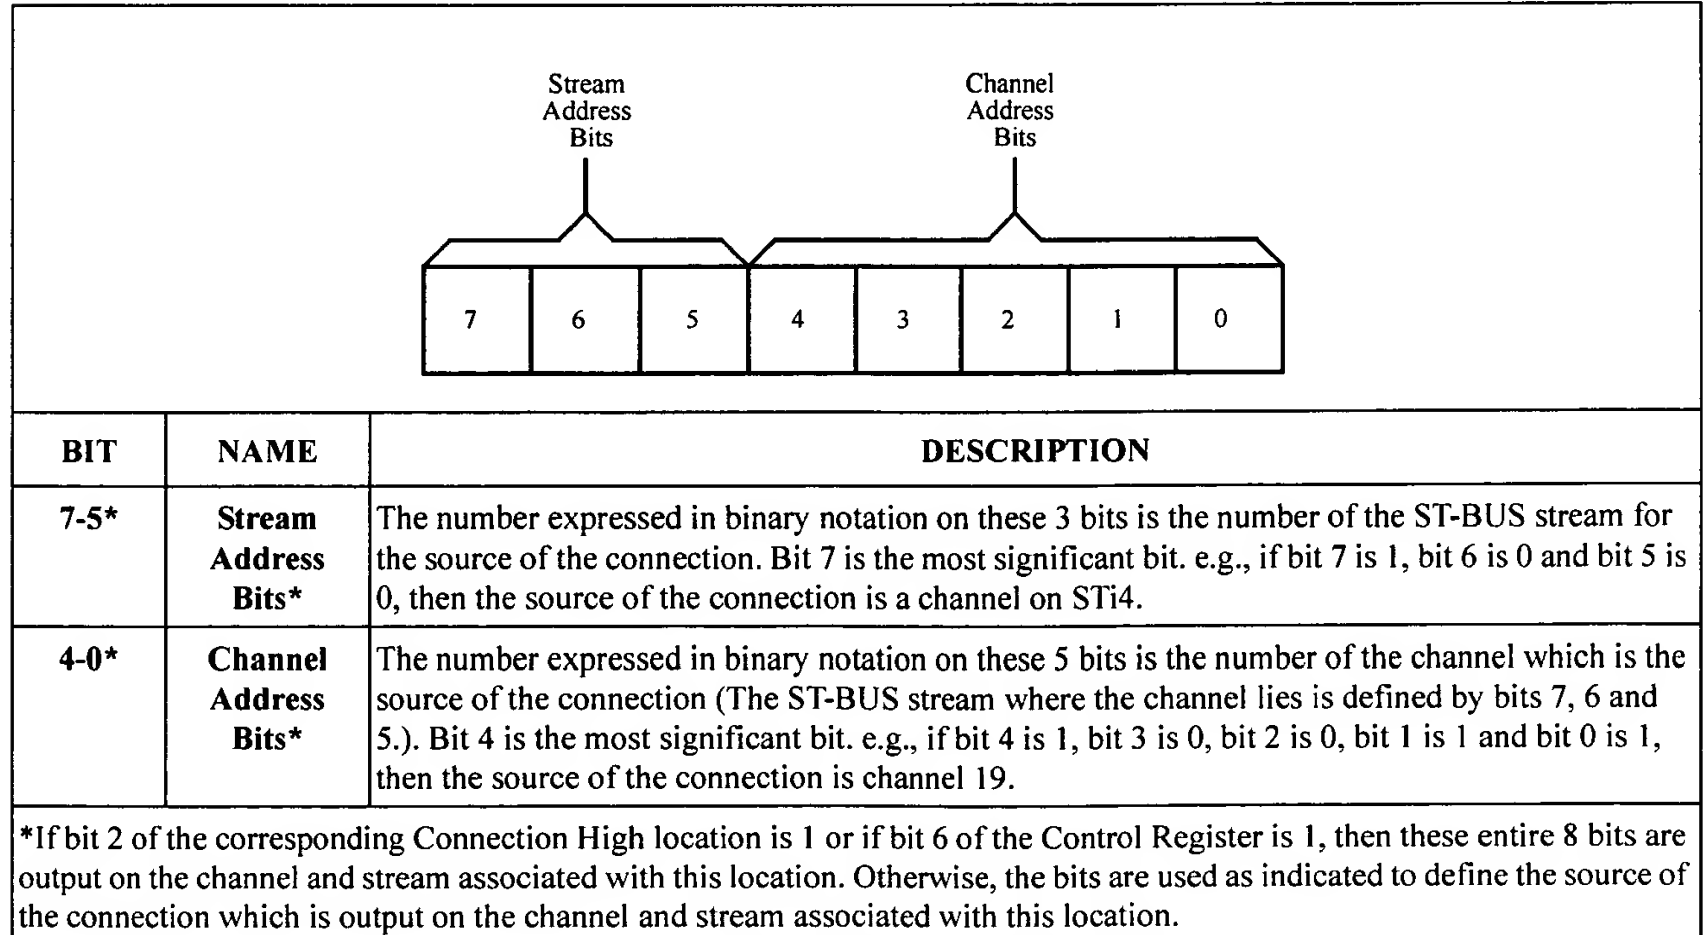 Stream
Address
Bits
Channel
Address
Bits
7 6 5 4 3 2 1 0
BIT NAME DESCRIPTION
7-5* Stream Address Bits* The number expressed in binary notation on these 3 bits is the number of the ST-BUS stream for
the source of the connection. Bit 7 is the most significant bit. e.g., if bit 7 is 1, bit 6 is 0 and bit 5 is
0, then the source of the connection is a channel on STi4.
4-0* Channel Address Bits* The number expressed in binary notation on these 5 bits is the number of the channel which is the
source of the connection (The ST-BUS stream where the channel lies is defined by bits 7, 6 and
5.). Bit 4 is the most significant bit. e.g., if bit 4 is 1, bit 3 is 0, bit 2 is 0, bit 1 is 1 and bit 0 is 1,
then the source of the connection is channel 19.
*If bit 2 of the corresponding Connection High location is 1 or if bit 6 of the Control Register is 1, then these entire 8 bits are
output on the channel and stream associated with this location. Otherwise, the bits are used as indicated to define the source of
the connection which is output on the channel and stream associated with this location.